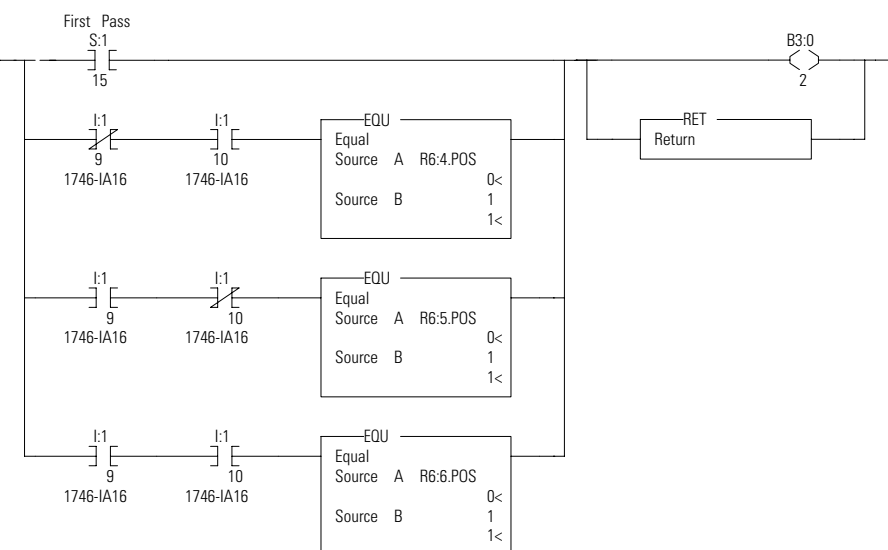 First Pass
S:1
15
B3:0
2
RET
Return
I:1
9
1746-IA16
I:1
10
1746-IA16
EQU
Equal
Source A R6:4.POS
0<
Source B 1
1<
I:1
9
1746-IA16
I:1
10
1746-IA16
EQU
Equal
Source A R6:5.POS
0<
Source B 1
1<
I:1
9
1746-IA16
I:1
10
1746-IA16
EQU
Equal
Source A R6:6.POS
0<
Source B 1
1<